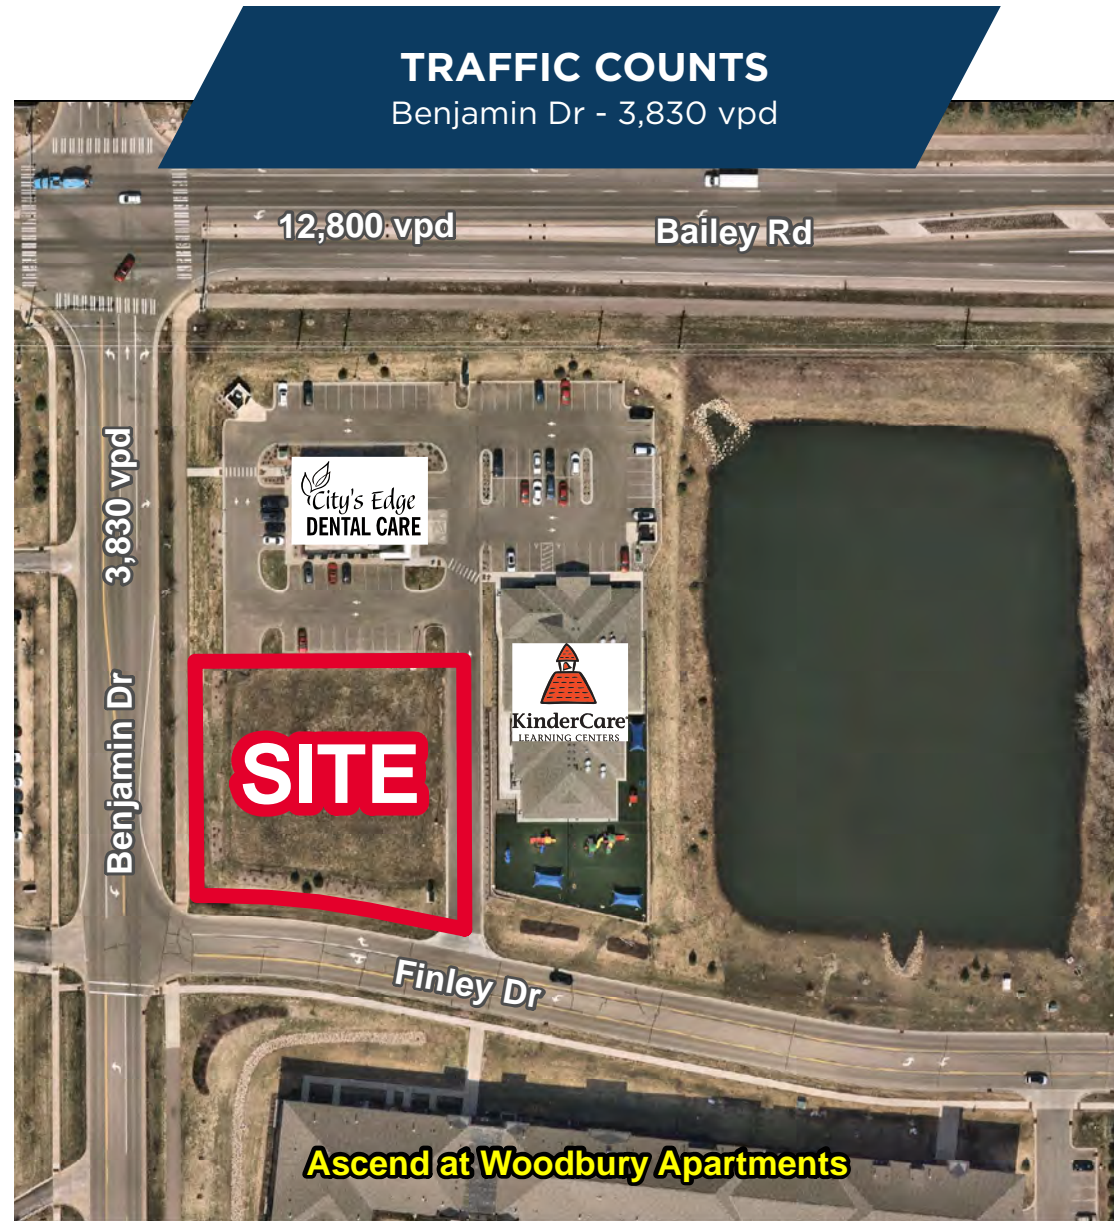 TRAFFIC COUNTS
Benjamin Dr - 3,830 vpd
12,800 vpd
Bailey Rd
3,830 vpd
City's Edge
DENTAL CARE
Benjamin Dr
KinderCare
LEARNING CENTERS
SITE
Finley Dr
Ascend at Woodbury Apartments